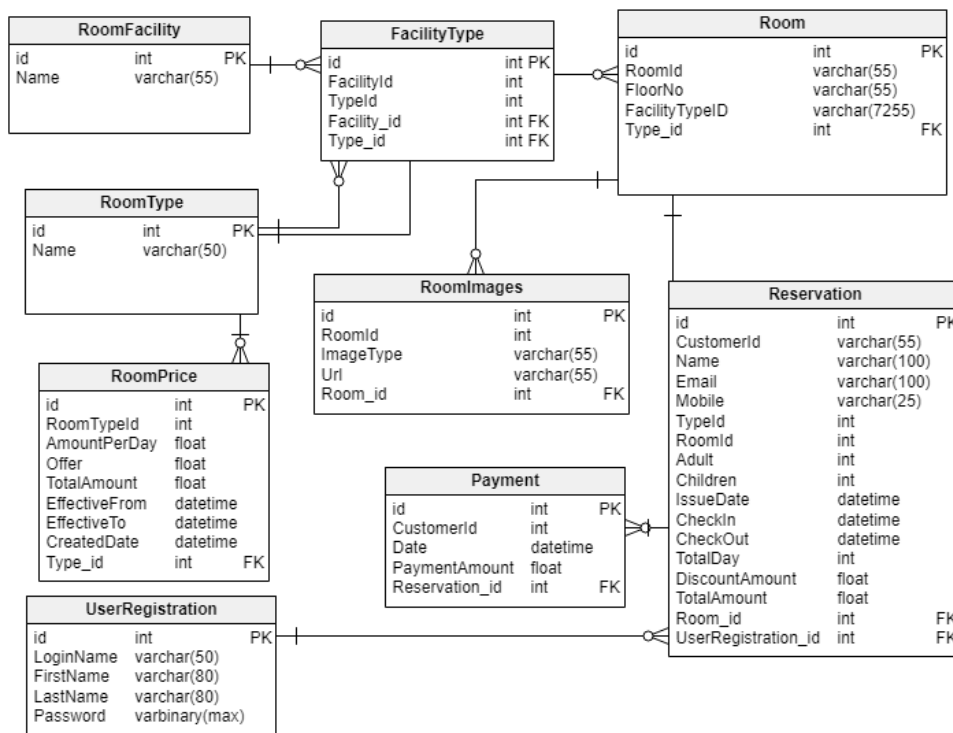 RoomFacility
id int PK
Name varchar(55)
FacilityType
id int PK
FacilityId int
TypeId int
Facility_id int FK
Type_id int FK
Room
id int PK
RoomId varchar(55)
FloorNo varchar(55)
FacilityTypeID varchar(7255)
Type_id int FK
RoomType
id int PK
Name varchar(50)
RoomImages
id int PK
RoomId int
ImageType varchar(55)
Url varchar(55)
Room_id int FK
Reservation
id int PK
CustomerId varchar(55)
Name varchar(100)
Email varchar(100)
Mobile varchar(25)
TypeId int
RoomId int
Adult int
Children int
IssueDate datetime
CheckIn datetime
CheckOut datetime
TotalDay int
DiscountAmount float
TotalAmount float
Room_id int FK
UserRegistration_id int FK
RoomPrice
id int PK
RoomTypeId int
AmountPerDay float
Offer float
TotalAmount float
EffectiveFrom datetime
EffectiveTo datetime
CreatedDate datetime
Type_id int FK
Payment
id int PK
CustomerId int
Date datetime
PaymentAmount float
Reservation_id int FK
UserRegistration
id int PK
LoginName varchar(50)
FirstName varchar(80)
LastName varchar(80)
Password varbinary(max)